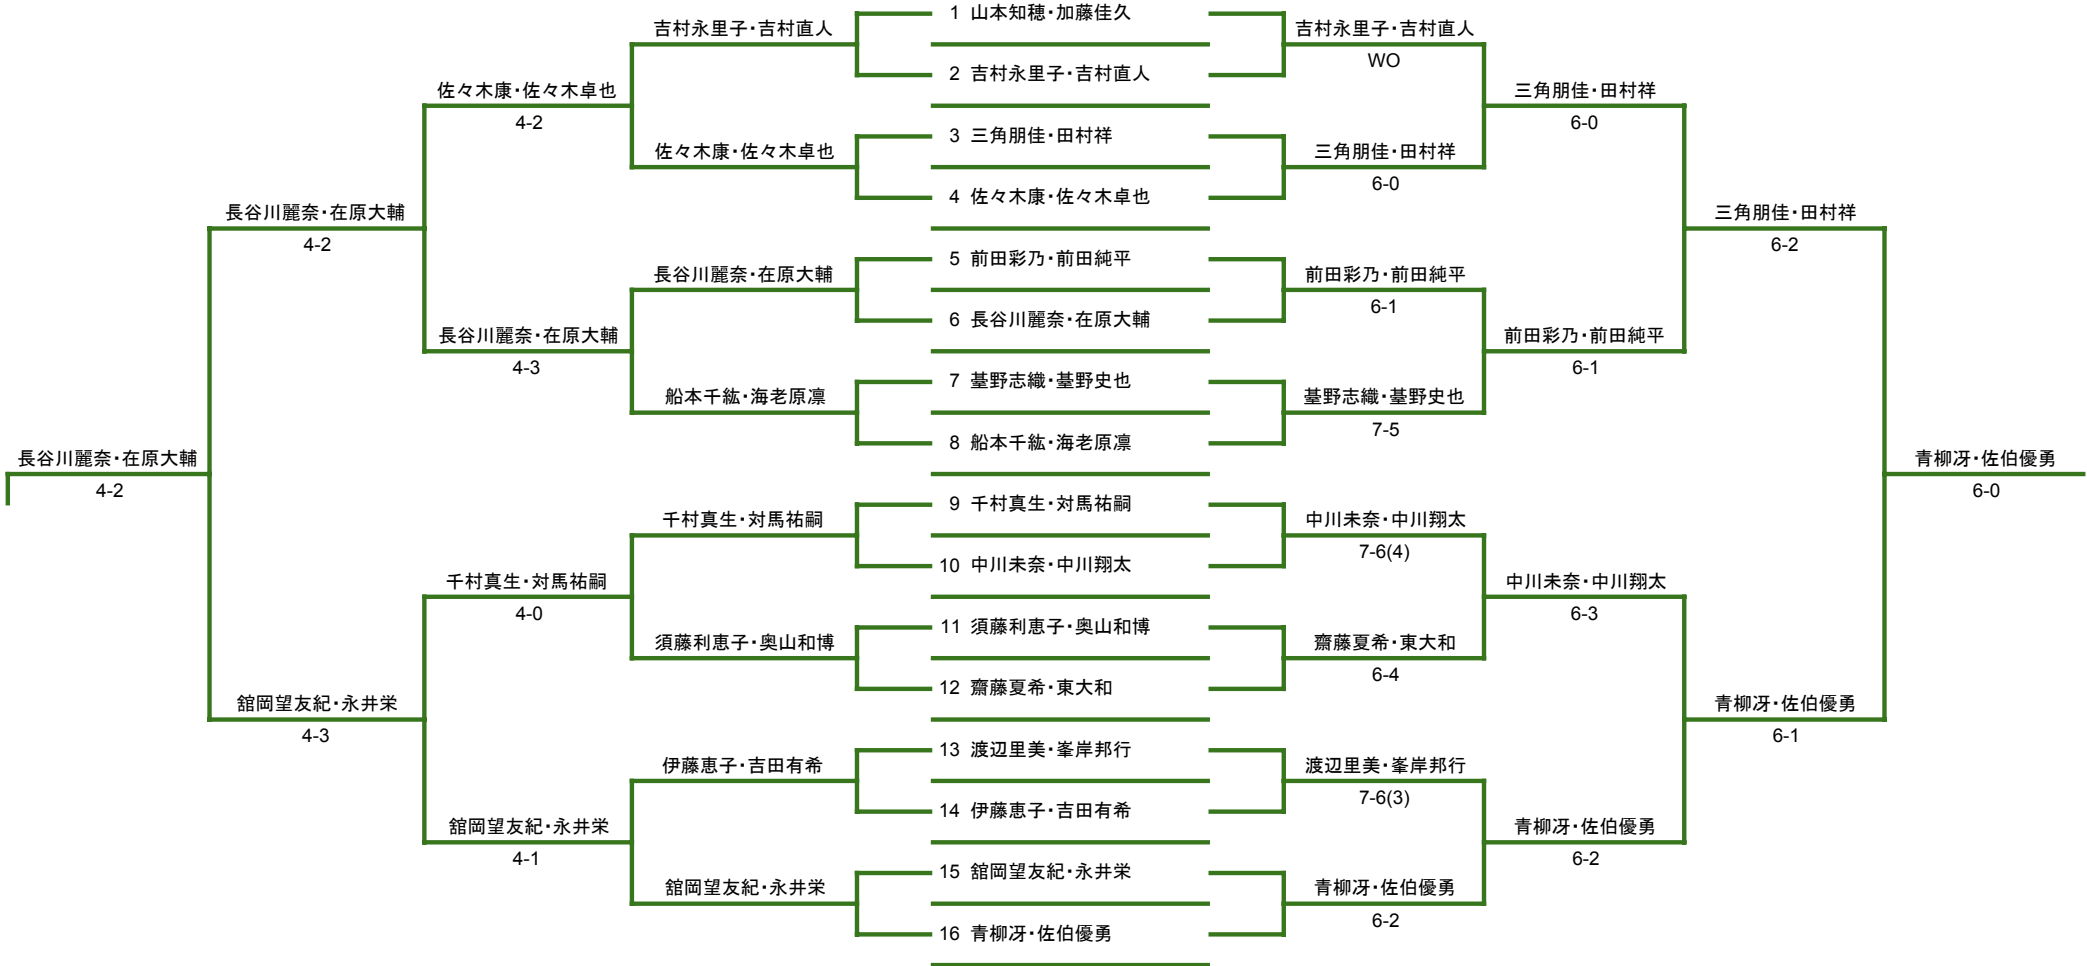 1 山本知穂・加藤佳久
吉村永里子・吉村直人
吉村永里子・吉村直人
WO
2 吉村永里子・吉村直人
佐々木康・佐々木卓也
4-2
三角朋佳・田村祥
6-0
3 三角朋佳・田村祥
佐々木康・佐々木卓也
三角朋佳・田村祥
6-0
4 佐々木康・佐々木卓也
長谷川麗奈・在原大輔
4-2
三角朋佳・田村祥
6-2
5 前田彩乃・前田純平
長谷川麗奈・在原大輔
前田彩乃・前田純平
6-1
6 長谷川麗奈・在原大輔
長谷川麗奈・在原大輔
4-3
前田彩乃・前田純平
6-1
7 基野志織・基野史也
船本千紘・海老原凛
基野志織・基野史也
7-5
8 船本千紘・海老原凛
長谷川麗奈・在原大輔
4-2
青柳冴・佐伯優勇
6-0
9 千村真生・対馬祐嗣
千村真生・対馬祐嗣
中川未奈・中川翔太
7-6(4)
10 中川未奈・中川翔太
千村真生・対馬祐嗣
4-0
中川未奈・中川翔太
6-3
11 須藤利恵子・奥山和博
須藤利恵子・奥山和博
齋藤夏希・東大和
6-4
12 齋藤夏希・東大和
舘岡望友紀・永井栄
4-3
青柳冴・佐伯優勇
6-1
13 渡辺里美・峯岸邦行
伊藤恵子・吉田有希
渡辺里美・峯岸邦行
7-6(3)
14 伊藤恵子・吉田有希
舘岡望友紀・永井栄
4-1
青柳冴・佐伯優勇
6-2
15 舘岡望友紀・永井栄
舘岡望友紀・永井栄
青柳冴・佐伯優勇
6-2
16 青柳冴・佐伯優勇